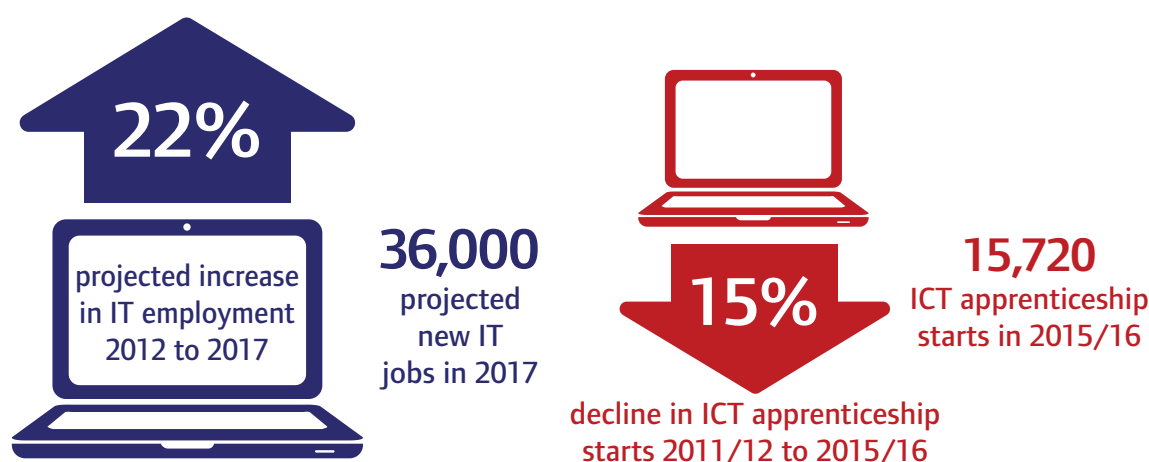 22%
projected increase
in IT employment
2012 to 2017
36,000
projected
new IT
jobs in 2017
15%
decline in ICT apprenticeship
starts 2011/12 to 2015/16
15,720
ICT apprenticeship
starts in 2015/16